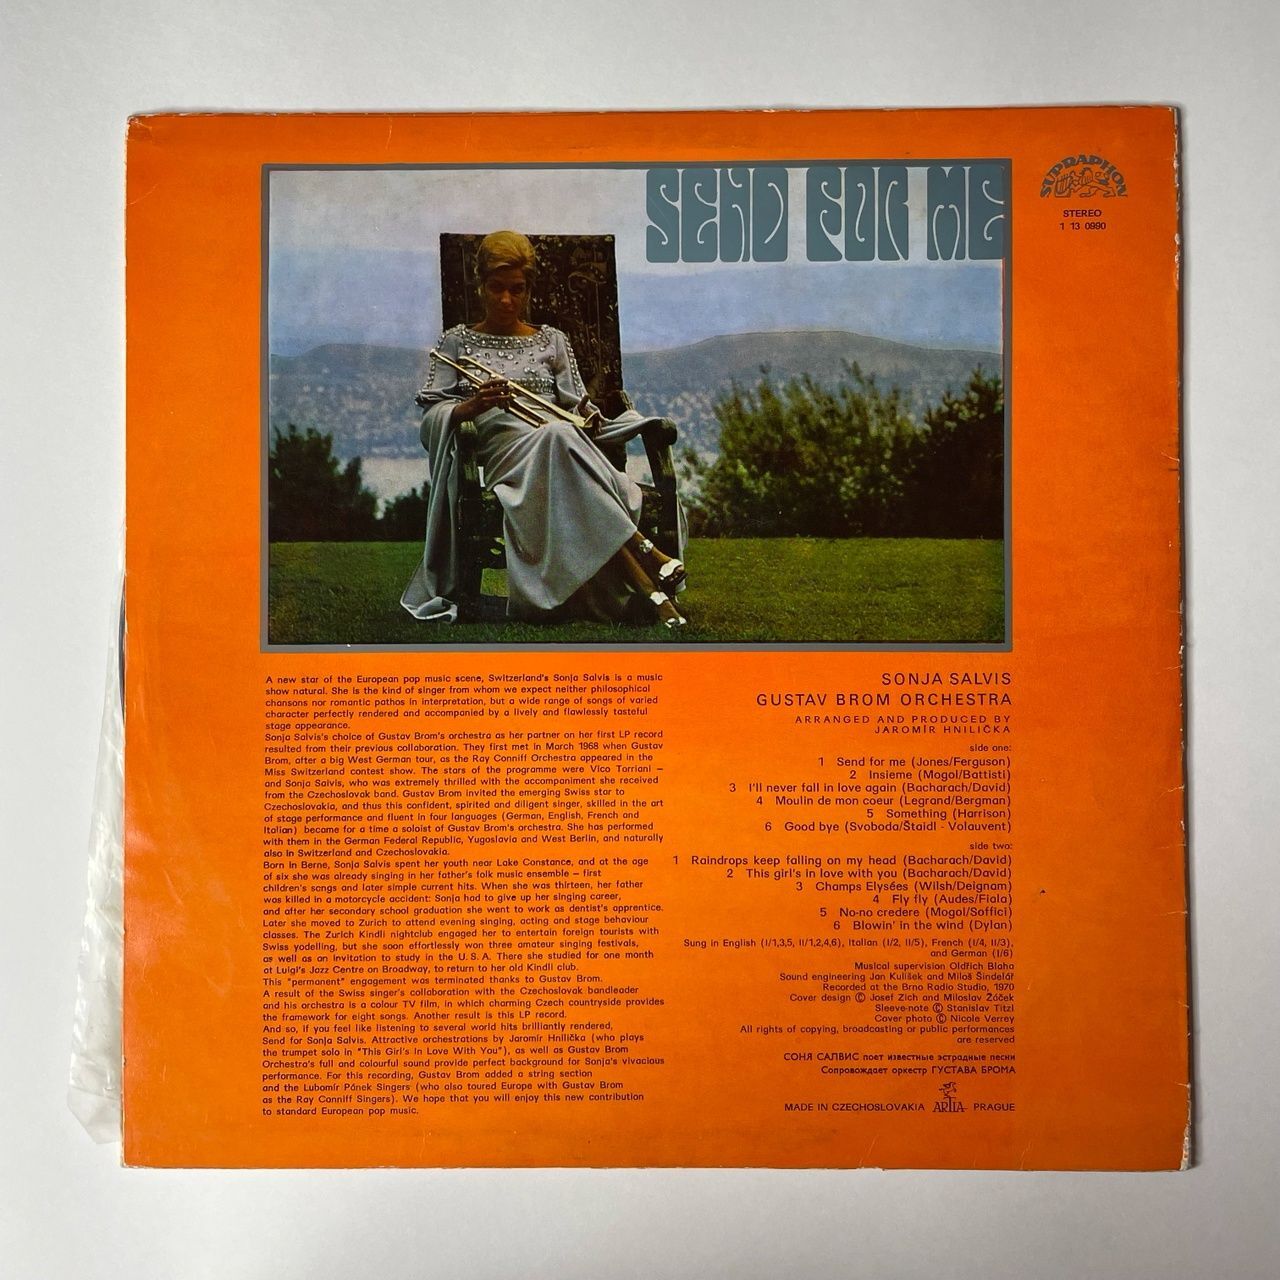 SEND FOR ME
SUPRAPHON
STEREO
1 13 0990
A new star of the European pop music scene, Switzerland's Sonja Salvis is a music
show natural. She is the kind of singer from whom we expect neither philosophical
chansons nor romantic pathos in interpretation, but a wide range of songs of varied
character perfectly rendered and accompanied by a lively and flawlessly tasteful
stage appearance.
Sonja Salvis's choice of Gustav Brom's orchestra as her partner on her first LP record
resulted from their previous collaboration. They first met in March 1968 when Gustav
Brom, after a big West German tour, as the Ray Conniff Orchestra appeared in the
Miss Switzerland contest show. The stars of the programme were Vico Torriani –
and Sonja Salvis, who was extremely thrilled with the accompaniment she received
from the Czechoslovak band. Gustav Brom invited the emerging Swiss star to
Czechoslovakia, and thus this confident, spirited and diligent singer, skilled in the art
of stage performance and fluent in four languages (German, English, French and
Italian) became for a time a soloist of Gustav Brom's orchestra. She has performed
with them in the German Federal Republic, Yugoslavia and West Berlin, and naturally
also in Switzerland and Czechoslovakia.
Born in Berne, Sonja Salvis spent her youth near Lake Constance, and at the age
of six she was already singing in her father's folk music ensemble – first
children's songs and later simple current hits. When she was thirteen, her father
was killed in a motorcycle accident: Sonja had to give up her singing career,
and after her secondary school graduation she went to work as dentist's apprentice.
Later she moved to Zurich to attend evening singing, acting and stage behaviour
classes. The Zurich Kindli nightclub engaged her to entertain foreign tourists with
Swiss yodelling, but she soon effortlessly won three amateur singing festivals,
as well as an invitation to study in the U. S. A. There she studied for one month
at Luigi's Jazz Centre on Broadway, to return to her old Kindli club.
This "permanent" engagement was terminated thanks to Gustav Brom.
A result of the Swiss singer's collaboration with the Czechoslovak bandleader
and his orchestra is a colour TV film, in which charming Czech countryside provides
the framework for eight songs. Another result is this LP record.
And so, if you feel like listening to several world hits brilliantly rendered,
Send for Sonja Salvis. Attractive orchestrations by Jaromír Hnilička (who plays
the trumpet solo in "This Girl's In Love With You"), as well as Gustav Brom
Orchestra's full and colourful sound provide perfect background for Sonja's vivacious
performance. For this recording, Gustav Brom added a string section
and the Lubomír Pánek Singers (who also toured Europe with Gustav Brom
as the Ray Canniff Singers). We hope that you will enjoy this new contribution
to standard European pop music.
SONJA SALVIS
GUSTAV BROM ORCHESTRA
ARRANGED AND PRODUCED BY
JAROMÍR HNILIČKA
side one:
1 Send for me (Jones/Ferguson)
2 Insieme (Mogol/Battisti)
3 I'll never fall in love again (Bacharach/David)
4 Moulin de mon coeur (Legrand/Bergman)
5 Something (Harrison)
6 Good bye (Svoboda/Štaidl - Volauvent)
side two:
1 Raindrops keep falling on my head (Bacharach/David)
2 This girl's in love with you (Bacharach/David)
3 Champs Elysées (Wilsh/Deignam)
4 Fly fly (Audes/Fiala)
5 No-no credere (Mogol/Soffici)
6 Blowin' in the wind (Dylan)
Sung in English (I/1,3,5, II/1,2,4,6), Italian (I/2, II/5), French (I/4, II/3),
and German (I/6)
Musical supervision Oldřich Blaha
Sound engineering Jan Kulíšek and Miloš Šindelář
Recorded at the Brno Radio Studio, 1970
Cover design © Josef Zich and Miloslav Žáček
Sleeve-note © Stanislav Titzl
Cover photo © Nicole Verrey
All rights of copying, broadcasting or public performances
are reserved
СОНЯ САЛВИС поет известные эстрадные песни
Сопровождает оркестр ГУСТАВА БРОМА
MADE IN CZECHOSLOVAKIA ARTIA PRAGUE